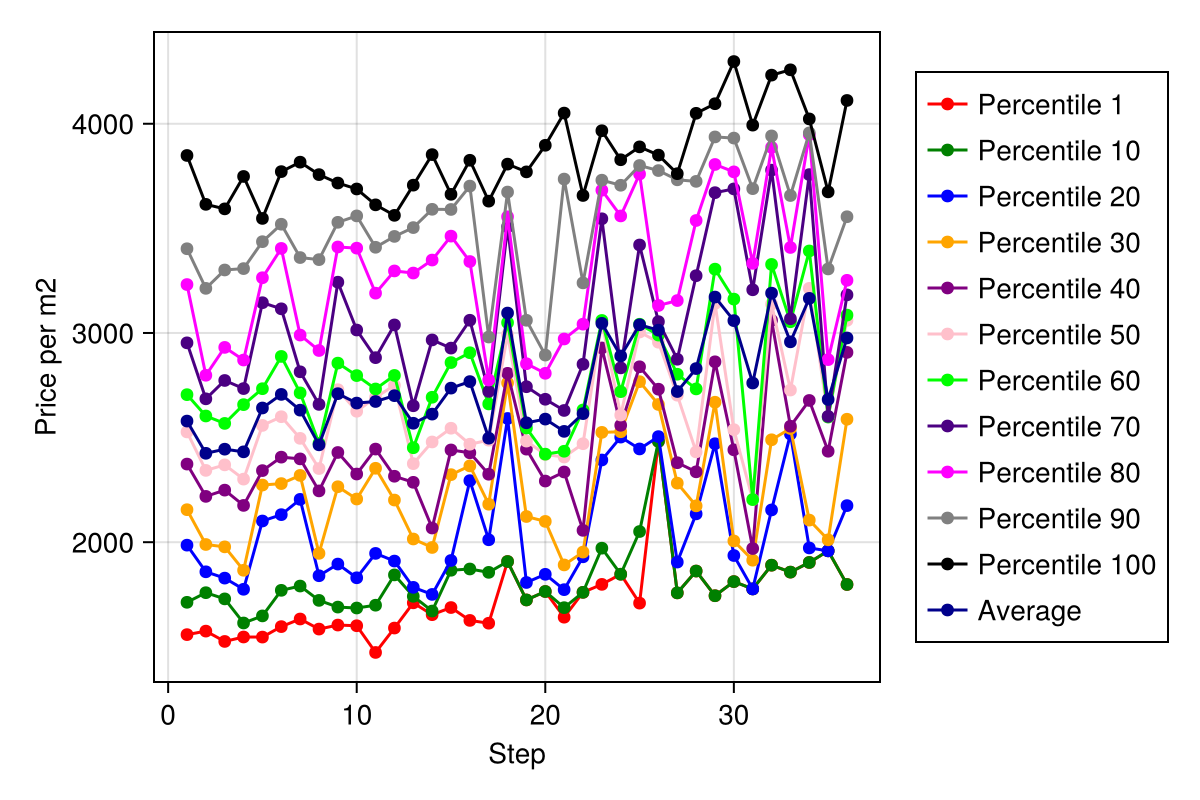 4000
3000
2000
Price per m2
0
10
20
30
Step
Percentile 1
Percentile 10
Percentile 20
Percentile 30
Percentile 40
Percentile 50
Percentile 60
Percentile 70
Percentile 80
Percentile 90
Percentile 100
Average